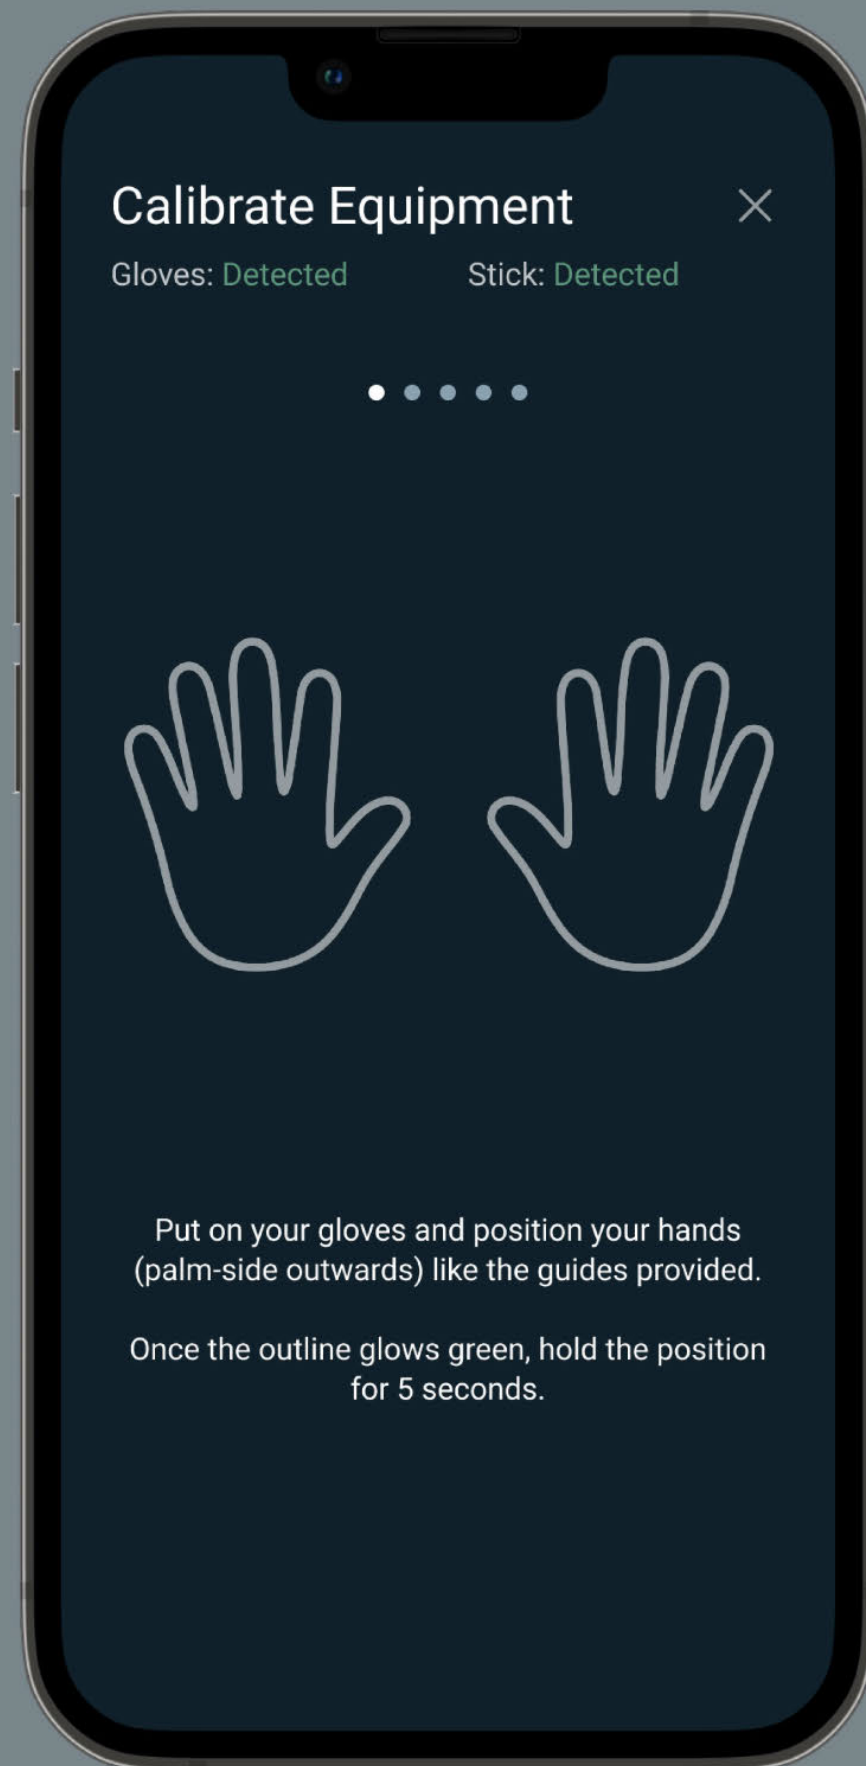 Calibrate Equipment
Gloves: Detected
Stick: Detected
Put on your gloves and position your hands
(palm-side outwards) like the guides provided.
Once the outline glows green, hold the position
for 5 seconds.